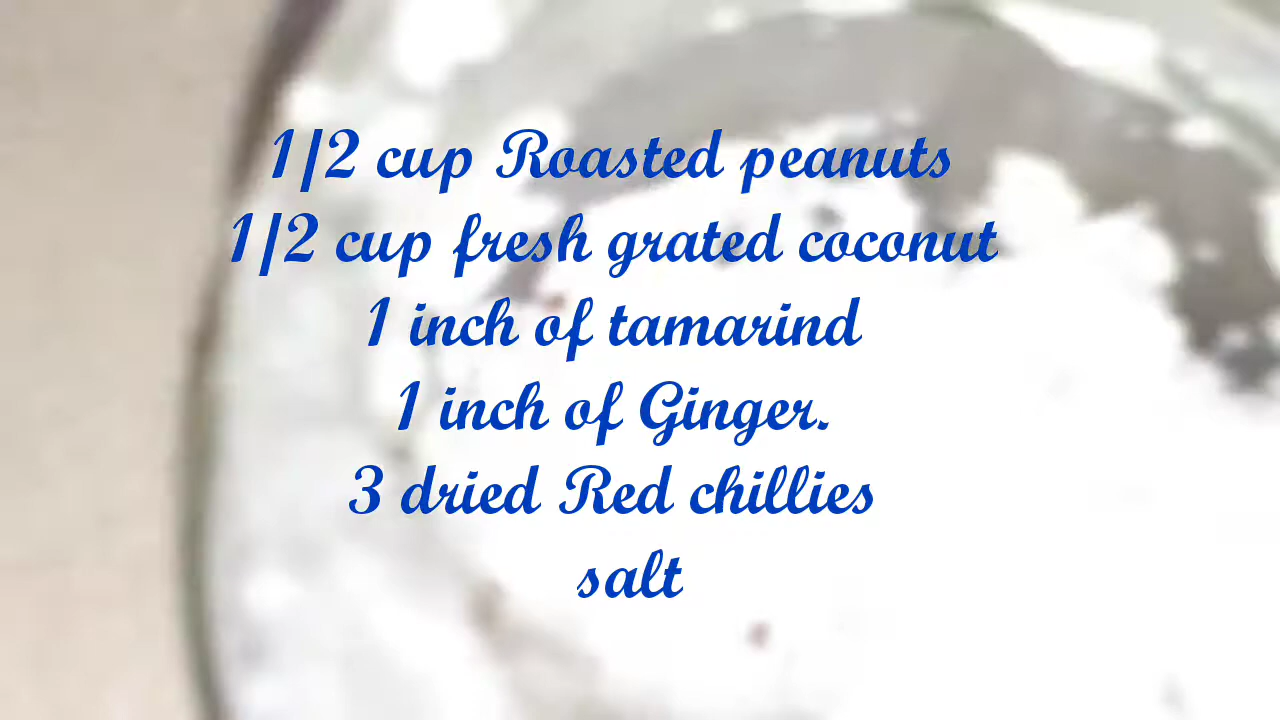 1/2 cup Roasted peanuts
1/2 cup fresh grated coconut
1 inch of tamarind
1 inch of Ginger.
3 dried Red chillies
salt